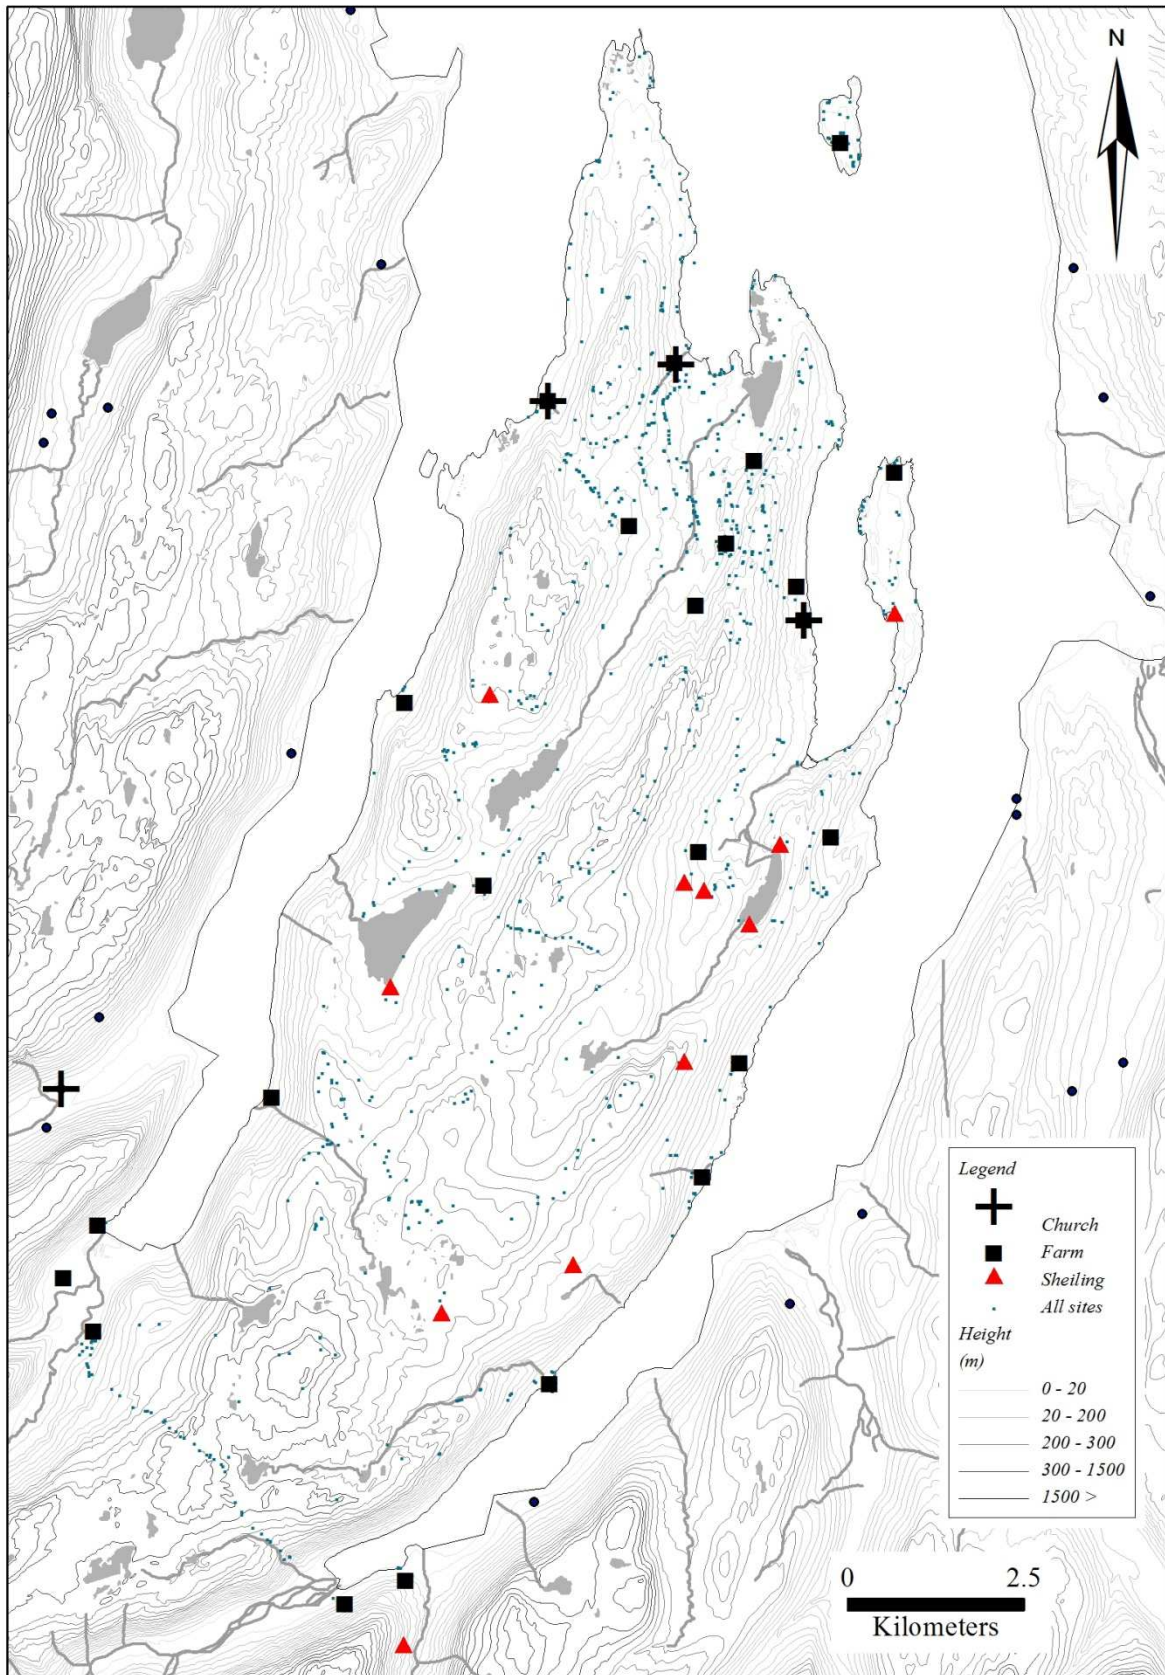 N
Legend
Church
Farm
Sheiling
All sites
Height
(m)
0 - 20
20 - 200
200 - 300
300 - 1500
1500 >
0 2.5
Kilometers